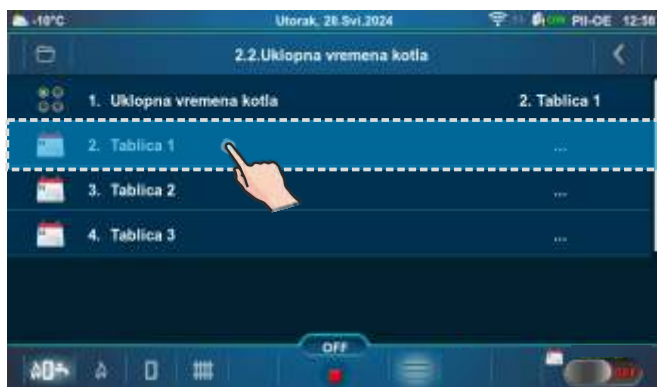 -10°C Utorak, 28.Svi.2024 PII-OE 12:58
2.2.Uklopna vremena kotla
1. Uklopna vremena kotla 2. Tablica 1
2. Tablica 1 ...
3. Tablica 2 ...
4. Tablica 3 ...
OFF
OFF